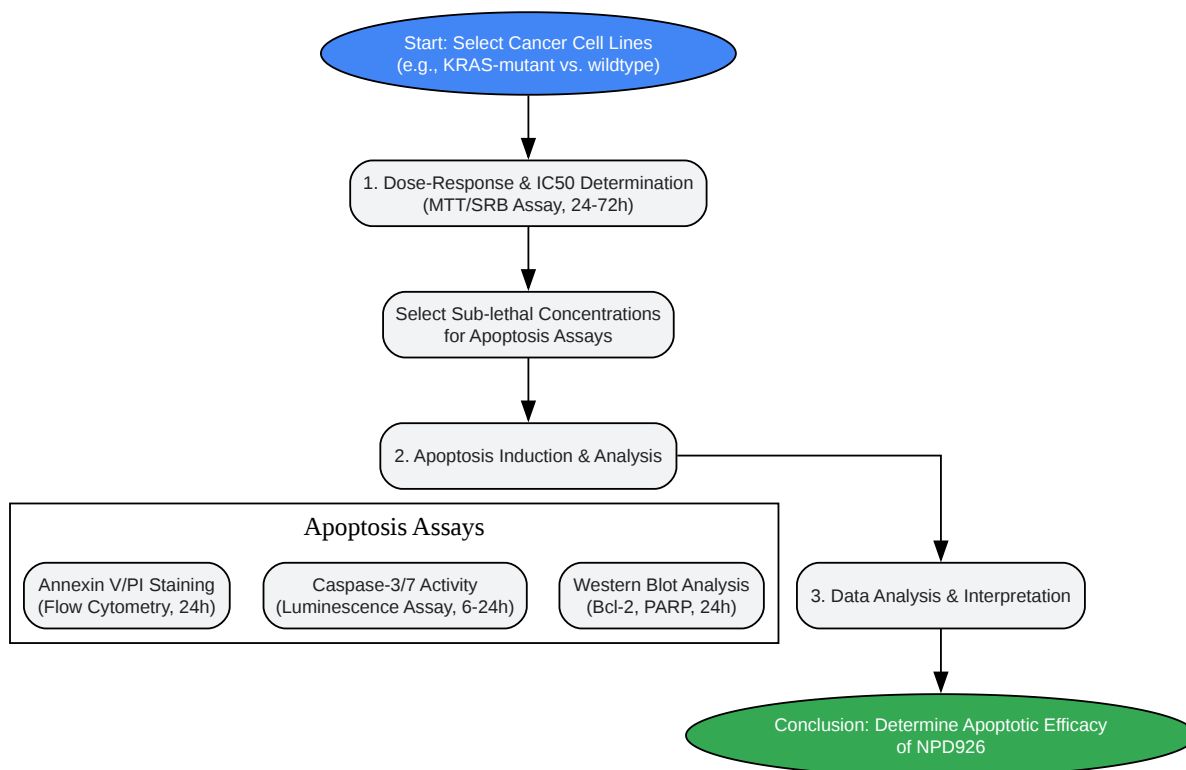 Start: Select Cancer Cell Lines
(e.g., KRAS-mutant vs. wildtype)
1. Dose-Response & IC50 Determination
(MTT/SRB Assay, 24-72h)
Select Sub-lethal Concentrations
for Apoptosis Assays
2. Apoptosis Induction & Analysis
Apoptosis Assays
Annexin V/PI Staining
(Flow Cytometry, 24h)
Caspase-3/7 Activity
(Luminescence Assay, 6-24h)
Western Blot Analysis
(Bcl-2, PARP, 24h)
3. Data Analysis & Interpretation
Conclusion: Determine Apoptotic Efficacy
of NPD926